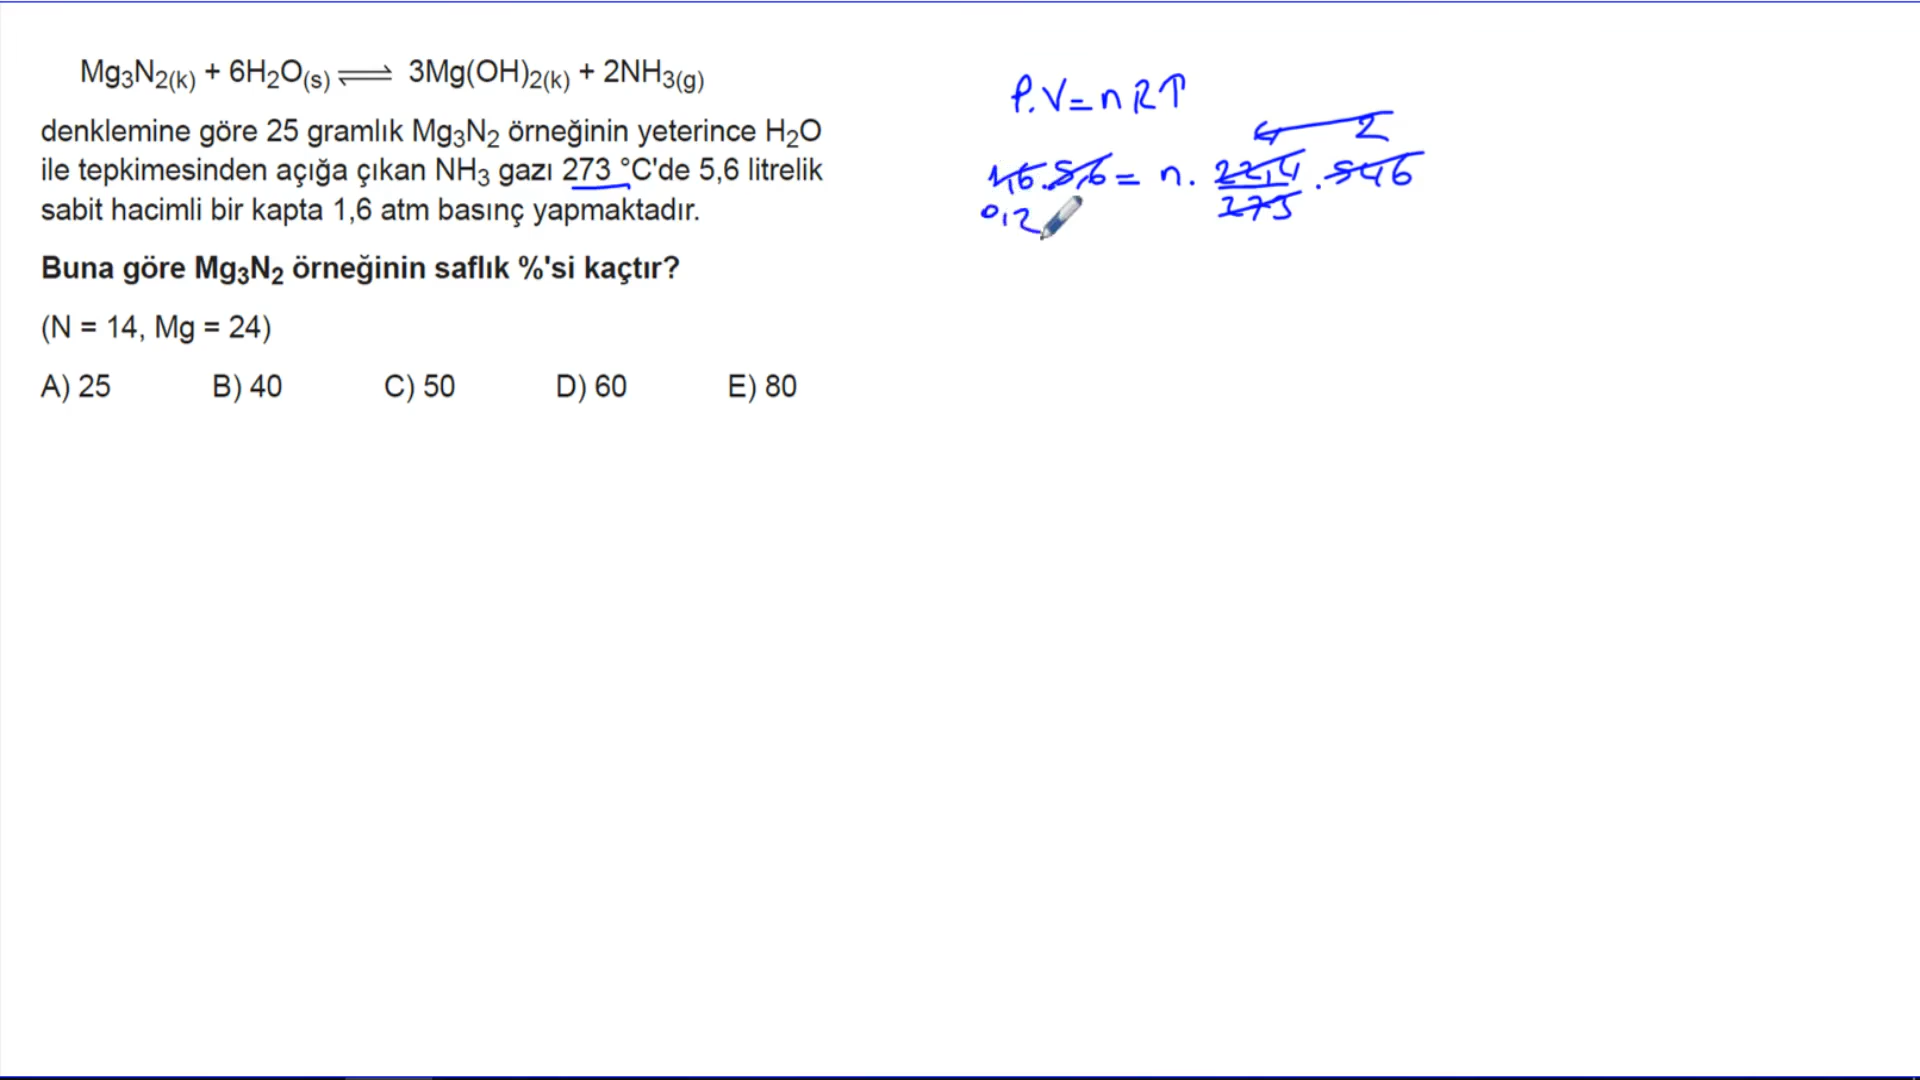 Mg3N2(k) + 6H2O(s) ⇌ 3Mg(OH)2(k) + 2NH3(g)
denklemine göre 25 gramlık Mg3N2 örneğinin yeterince H2O
ile tepkimesinden açığa çıkan NH3 gazı 273 °C'de 5,6 litrelik
sabit hacimli bir kapta 1,6 atm basınç yapmaktadır.
Buna göre Mg3N2 örneğinin saflık %'si kaçtır?
(N = 14, Mg = 24)
A) 25 B) 40 C) 50 D) 60 E) 80
P.V=nRT
2
1,6.5,6= n. 22,4/273 .546
0,2